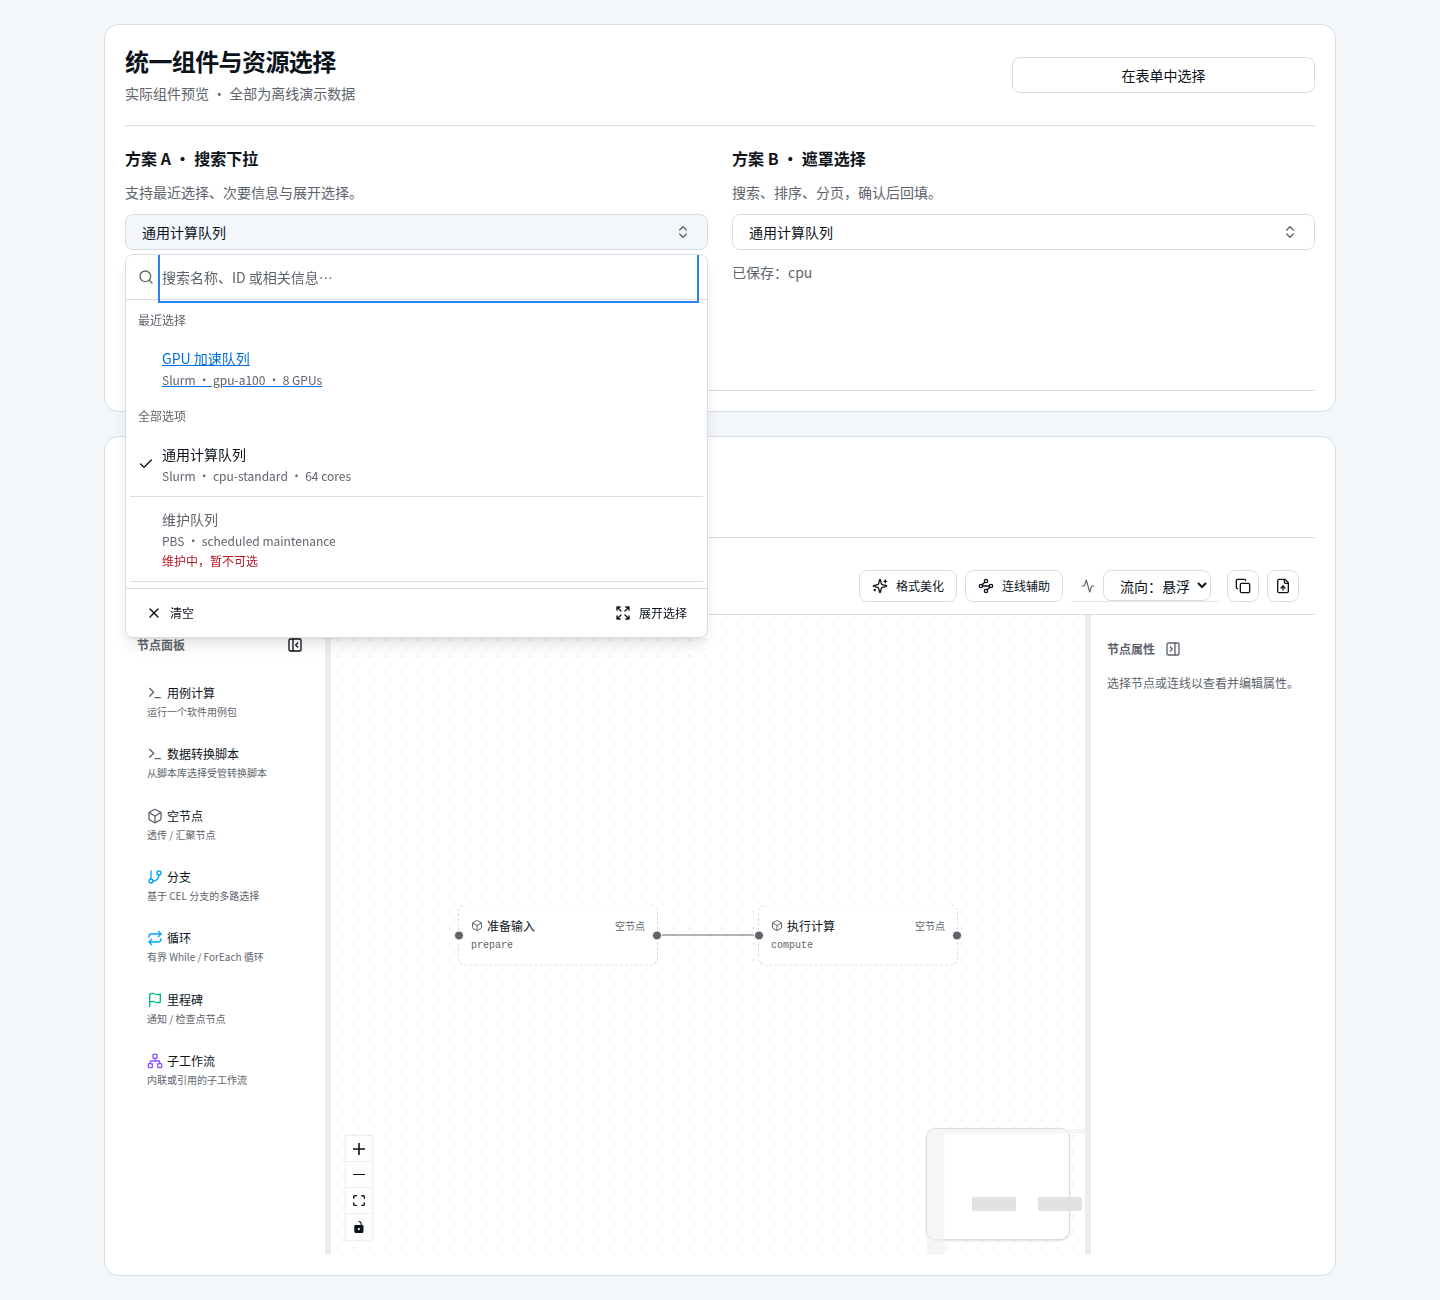 统一组件与资源选择
实际组件预览 · 全部为离线演示数据
在表单中选择
方案 A · 搜索下拉
支持最近选择、次要信息与展开选择。
通用计算队列
搜索名称、ID 或相关信息…
最近选择
GPU 加速队列
Slurm · gpu-a100 · 8 GPUs
全部选项
通用计算队列
Slurm · cpu-standard · 64 cores
维护队列
PBS · scheduled maintenance
维护中，暂不可选
清空
展开选择
方案 B · 遮罩选择
搜索、排序、分页，确认后回填。
通用计算队列
已保存：cpu
格式美化
连线辅助
流向：悬浮
节点面板
用例计算
运行一个软件用例包
数据转换脚本
从脚本库选择受管转换脚本
空节点
透传 / 汇聚节点
分支
基于 CEL 分支的多路选择
循环
有界 While / ForEach 循环
里程碑
通知 / 检查点节点
子工作流
内联或引用的子工作流
准备输入
空节点
prepare
执行计算
空节点
compute
节点属性
选择节点或连线以查看并编辑属性。